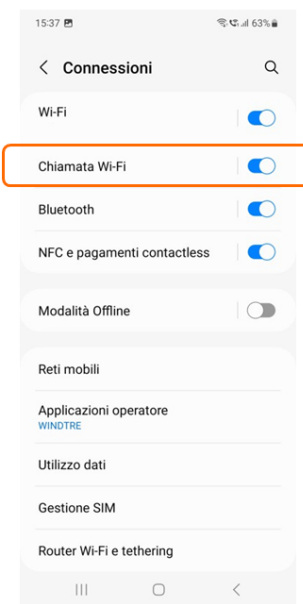 15:37
63%
Connessioni
Wi-Fi
Chiamata Wi-Fi
Bluetooth
NFC e pagamenti contactless
Modalità Offline
Reti mobili
Applicazioni operatore
WINDTRE
Utilizzo dati
Gestione SIM
Router Wi-Fi e tethering